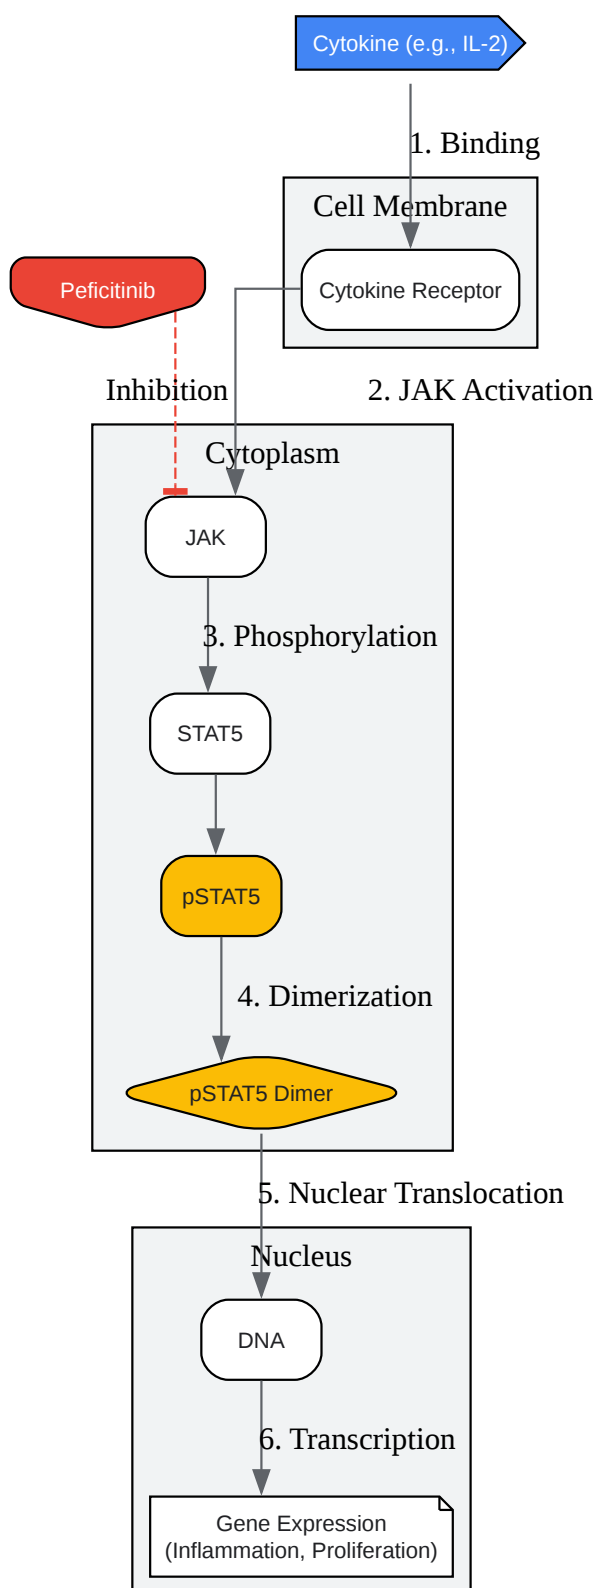 Cytokine (e.g., IL-2)
1. Binding
Cell Membrane
Cytokine Receptor
Peficitinib
Inhibition
2. JAK Activation
Cytoplasm
JAK
3. Phosphorylation
STAT5
pSTAT5
4. Dimerization
pSTAT5 Dimer
5. Nuclear Translocation
Nucleus
DNA
6. Transcription
Gene Expression
(Inflammation, Proliferation)